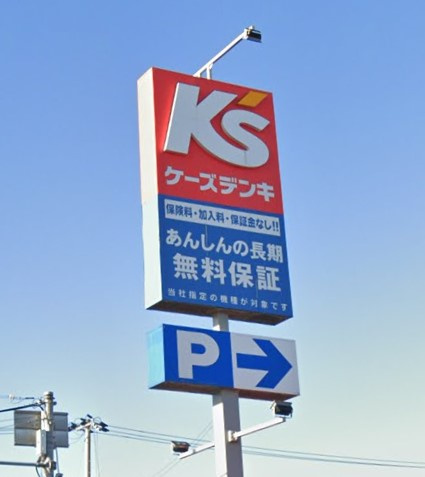 K's
ケーズデンキ
保険料・加入料・保証金なし!!
あんしんの長期
無料保証
当社指定の機種が対象です
P